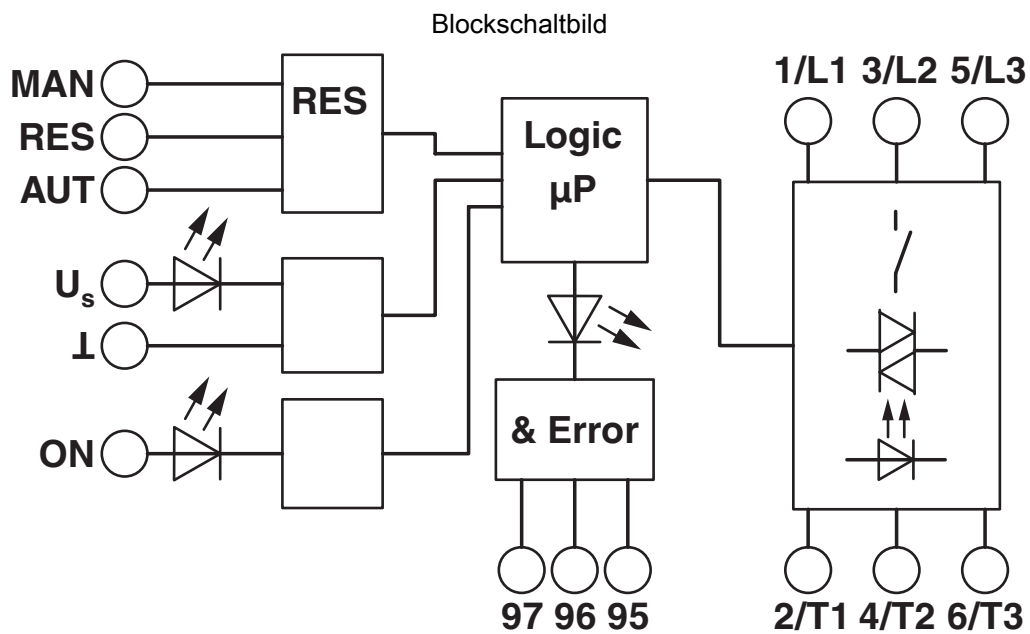 Blockschaltbild
MAN
RES
AUT
RES
Us
⊥
ON
Logic
µP
& Error
97 96 95
1/L1 3/L2 5/L3
2/T1 4/T2 6/T3